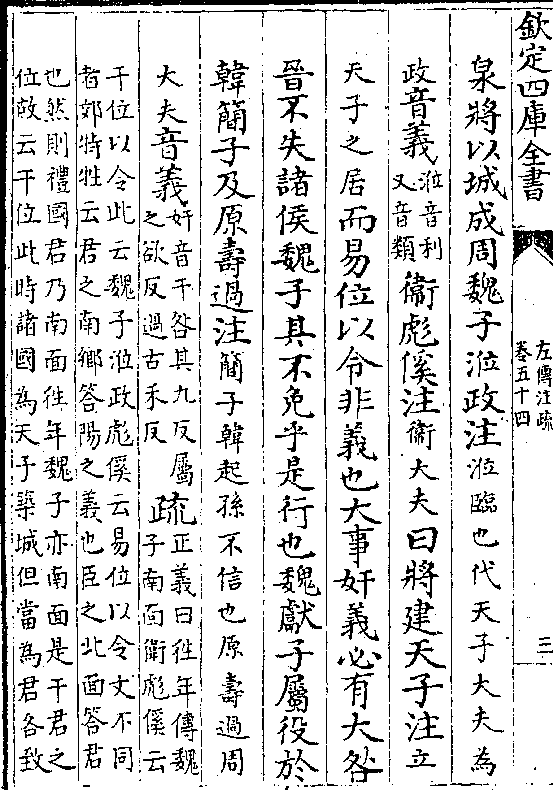 欽定四庫全書
左傳注疏
卷五十四
三
泉將以城成周魏子涖政注涖臨也代天子大夫為
政音義涖音利
又音類
衞彪傒注衛大夫曰將建天子注立
天子之居而易位以令非義也大事奸義必有大咎
晉不失諸侯魏子其不免乎是行也魏獻子屬役於
韓簡子及原壽過注簡子韓起孫不信也原壽過周
大夫音義奸音干咎其九反屬
之欲反過古禾反
疏正義曰徃年傳魏
子南面衛彪傒云
干位以令此云魏子涖政彪傒云易位以令文不同
者郊特牲云君之南鄉答陽之義也臣之北面答君
也然則禮國君乃南面徃年魏子亦南面是干君之
位故云干位此時諸國為天子築城但當為君各致